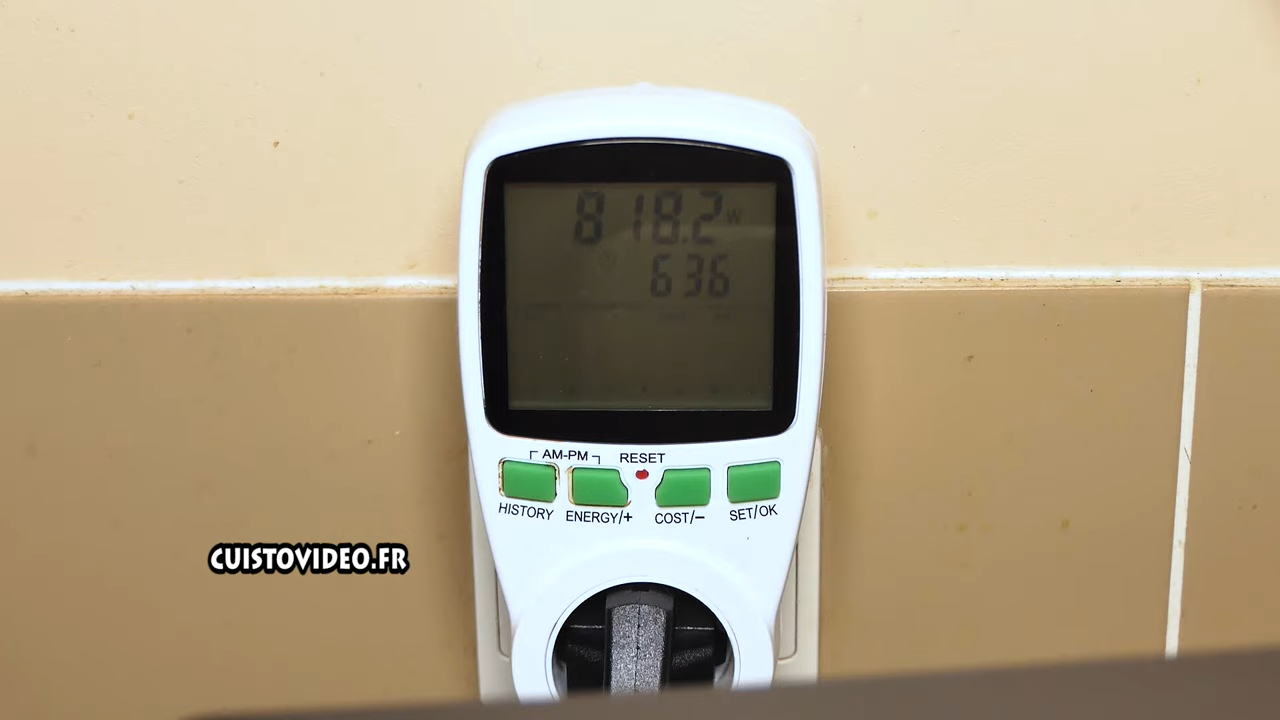 818.2 W
636
AM-PM RESET
HISTORY ENERGY/+ COST/− SET/OK
CUISTOVIDEO.FR